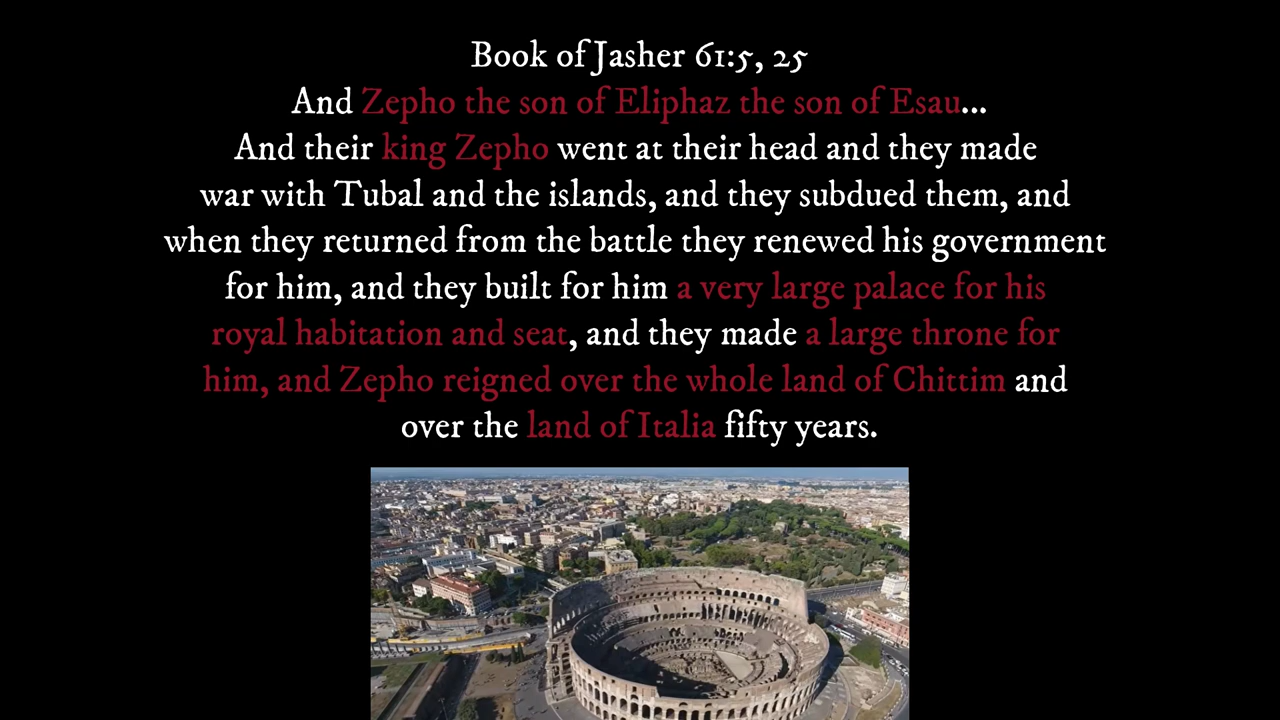 Book of Jasher 61:5, 25
And Zepho the son of Eliphaz the son of Esau...
And their king Zepho went at their head and they made
war with Tubal and the islands, and they subdued them, and
when they returned from the battle they renewed his government
for him, and they built for him a very large palace for his
royal habitation and seat, and they made a large throne for
him, and Zepho reigned over the whole land of Chittim and
over the land of Italia fifty years.